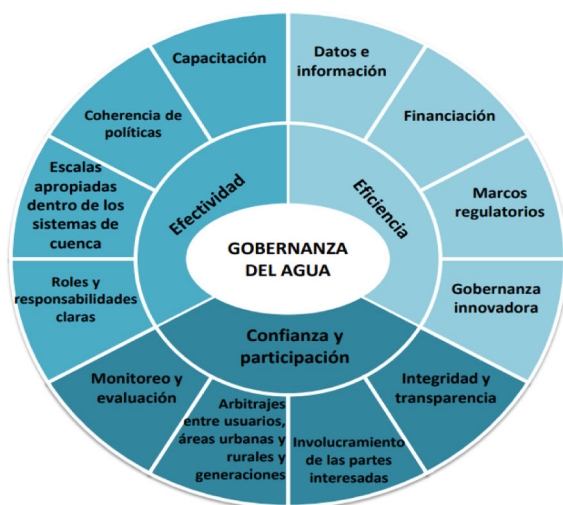 GOBERNANZA
DEL AGUA
Efectividad
Eficiencia
Confianza y
participación
Capacitación
Coherencia de
políticas
Escalas
apropiadas
dentro de los
sistemas de
cuenca
Roles y
responsabilidades
claras
Datos e
información
Financiación
Marcos
regulatorios
Gobernanza
innovadora
Integridad y
transparencia
Involucramiento
de las partes
interesadas
Arbitrajes
entre usuarios,
áreas urbanas y
rurales y
generaciones
Monitoreo y
evaluación